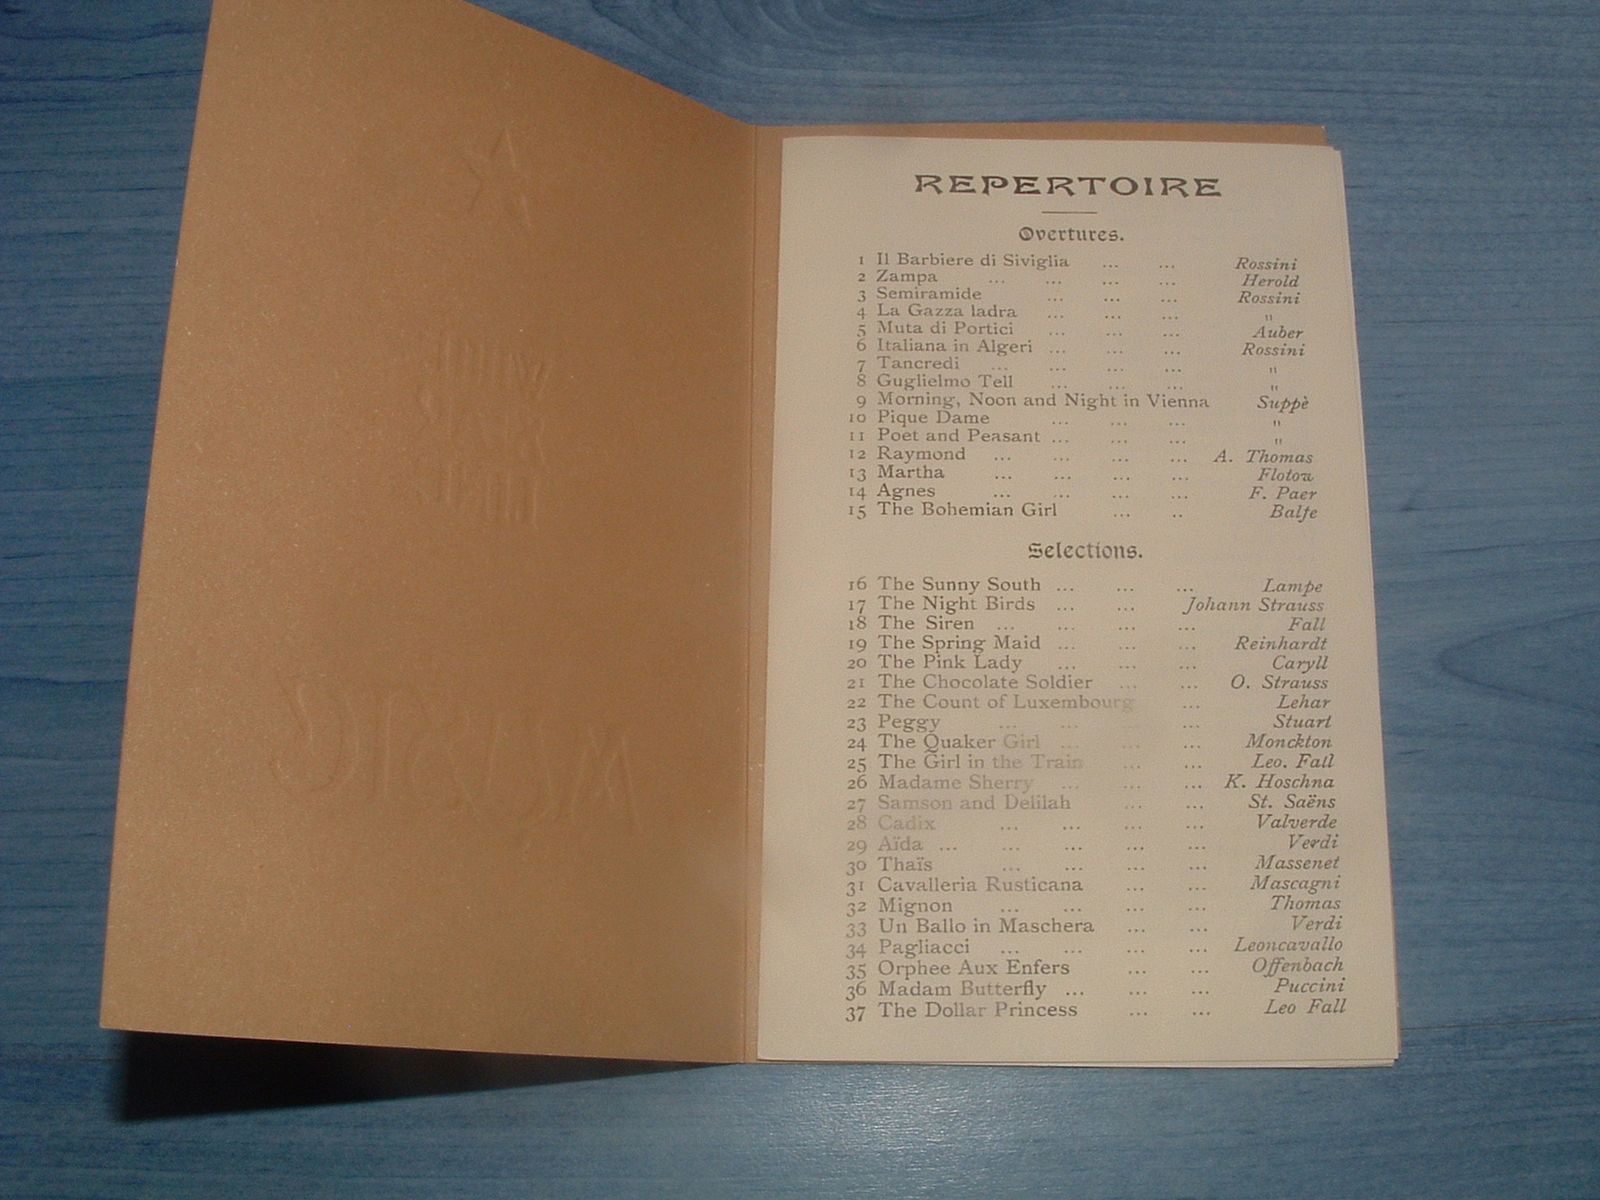 REPERTOIRE
Overtures.
1 Il Barbiere di Siviglia ... ... Rossini
2 Zampa ... ... ... ... Herold
3 Semiramide ... ... ... Rossini
4 La Gazza ladra ... ... ... "
5 Muta di Portici ... ... ... Auber
6 Italiana in Algeri ... ... ... Rossini
7 Tancredi ... ... ... ... "
8 Guglielmo Tell ... ... ... "
9 Morning, Noon and Night in Vienna Suppè
10 Pique Dame ... ... ... "
11 Poet and Peasant ... ... ... "
12 Raymond ... ... ... ... A. Thomas
13 Martha ... ... ... ... Flotow
14 Agnes ... ... ... ... F. Paer
15 The Bohemian Girl ... .. Balfe
Selections.
16 The Sunny South ... ... ... Lampe
17 The Night Birds ... ... Johann Strauss
18 The Siren ... ... ... ... Fall
19 The Spring Maid ... ... ... Reinhardt
20 The Pink Lady ... ... ... Caryll
21 The Chocolate Soldier ... ... O. Strauss
22 The Count of Luxembourg ... Lehar
23 Peggy ... ... ... Stuart
24 The Quaker Girl ... ... ... Monckton
25 The Girl in the Train ... ... Leo. Fall
26 Madame Sherry ... ... ... K. Hoschna
27 Samson and Delilah ... ... St. Saëns
28 Cadix ... ... ... ... Valverde
29 Aïda ... ... ... ... ... Verdi
30 Thaïs ... ... ... ... Massenet
31 Cavalleria Rusticana ... ... Mascagni
32 Mignon ... ... ... ... Thomas
33 Un Ballo in Maschera ... ... Verdi
34 Pagliacci ... ... ... ... Leoncavallo
35 Orphee Aux Enfers ... ... Offenbach
36 Madam Butterfly ... ... ... Puccini
37 The Dollar Princess ... ... Leo Fall